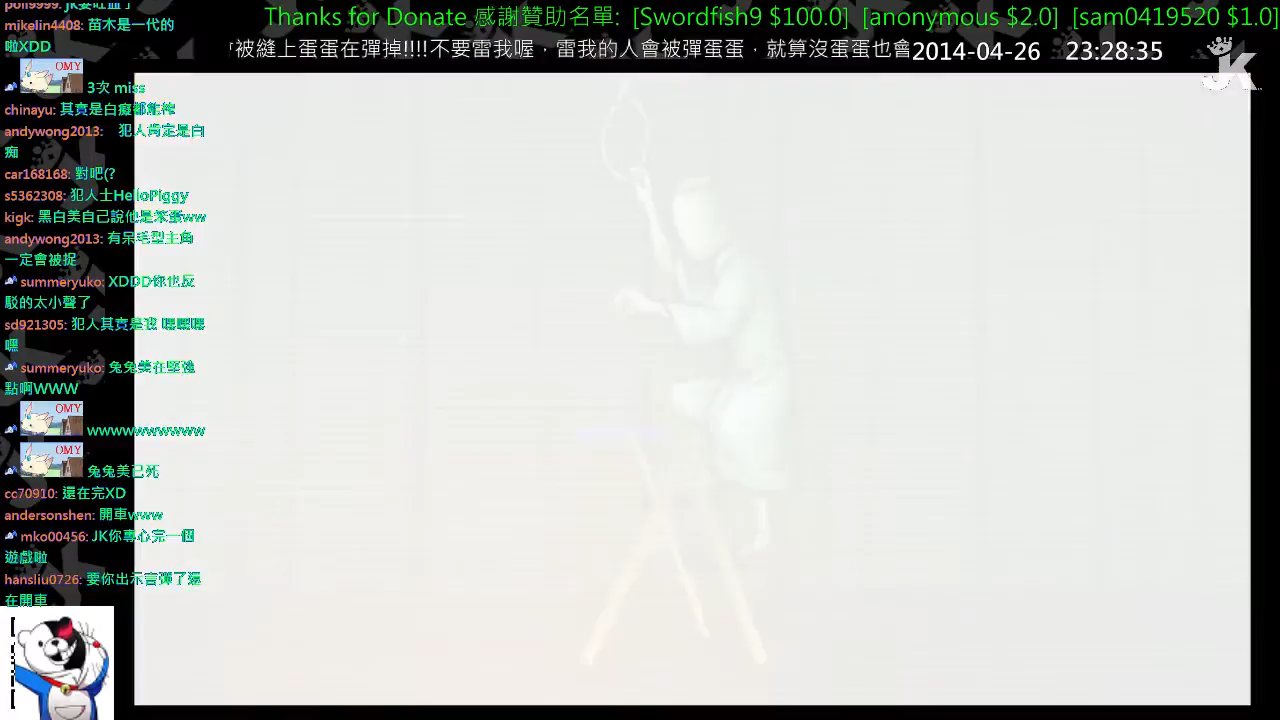 Thanks for Donate 感謝贊助名單: [Swordfish9 $100.0] [anonymous $2.0] [sam0419520 $1.0]
被縫上蛋蛋在彈掉!!!!不要雷我喔，雷我的人會被彈蛋蛋，就算沒蛋蛋也會
2014-04-26 23:28:35
K
poi19999: JK要吐血了
mikelin4408: 苗木是一代的
啦XDD
OMY
3次 miss
chinayu: 其實是白癡都能神
andywong2013: 犯人肯定是白
痴
car168168: 對吧(?
s5362308: 犯人士HelloPiggy
kigk: 黑白美自己說他是笨蛋ww
andywong2013: 有呆毛型主角
一定會被捉
summeryuko: XDDD你也反
駁的太小聲了
sd921305: 犯人其實是我 嘿嘿嘿
嘿
summeryuko: 兔兔美在堅強
點啊WWW
OMY
wwwwwwwwww
OMY
兔兔美已死
cc70910: 還在完XD
andersonshen: 開車www
mko00456: JK你專心完一個
遊戲啦
hansliu0726: 要你出示言彈了還
在開車